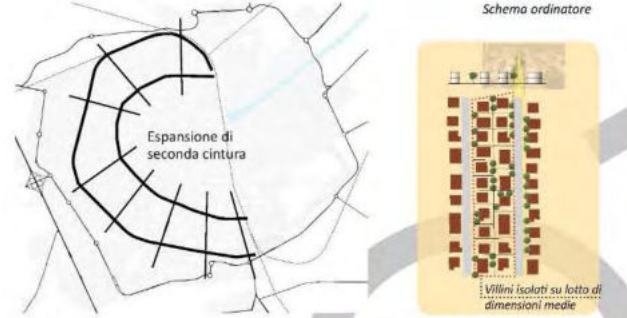 Schema ordinatore
Espansione di
seconda cintura
Villini isolati su lotto di
dimensioni medie